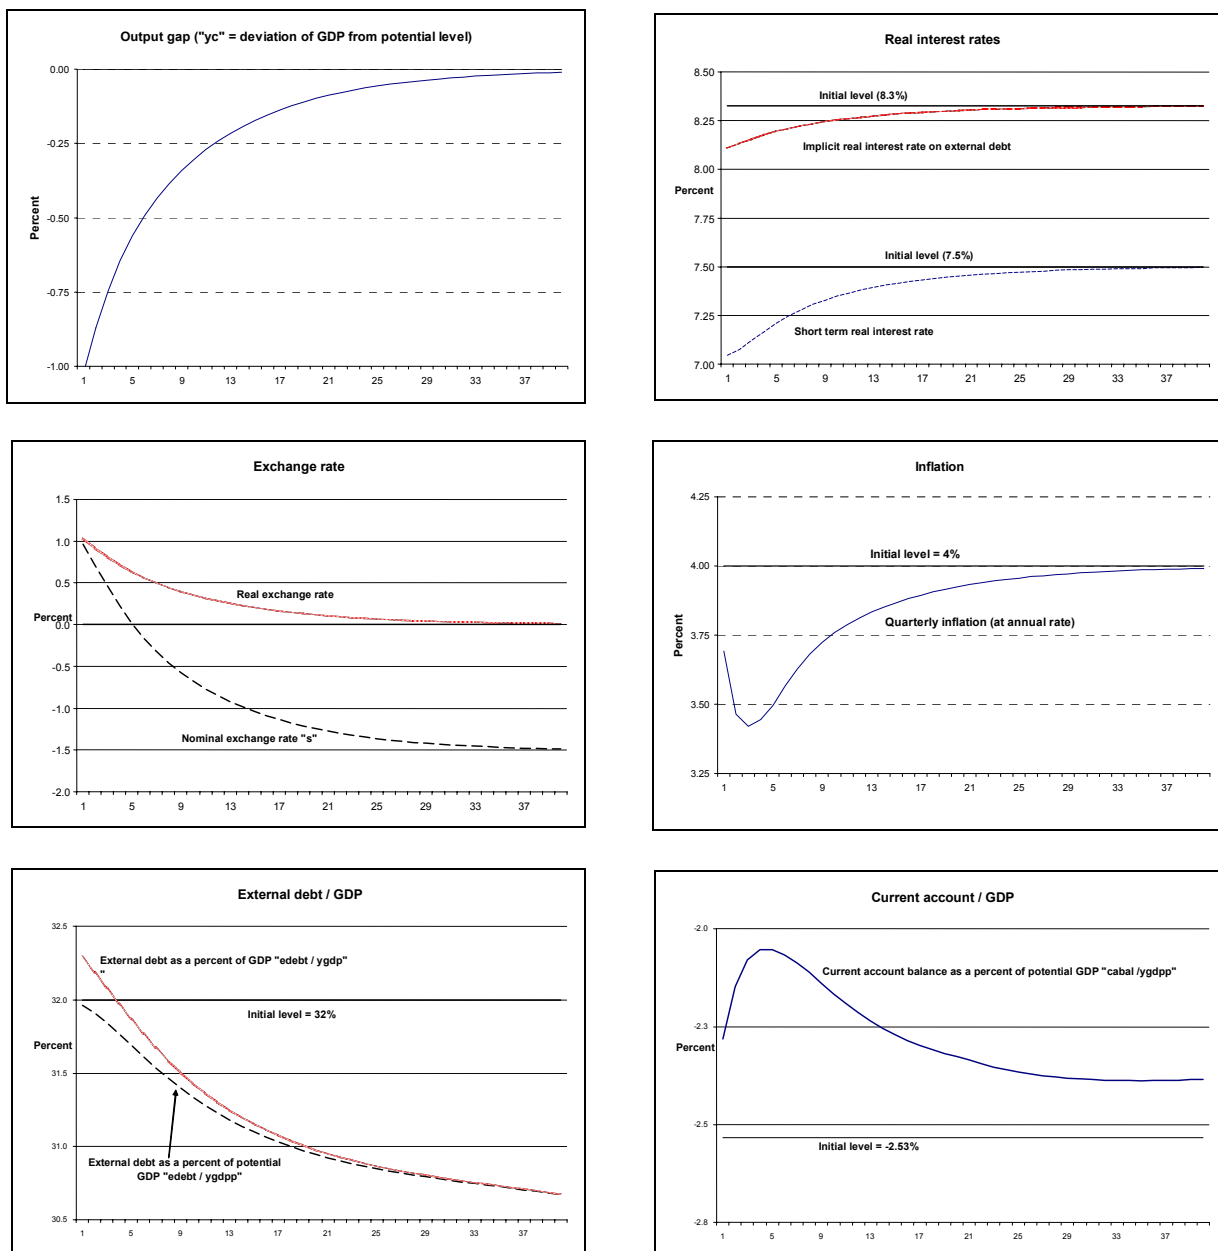 Output gap ("yc" = deviation of GDP from potential level)
0.00
-0.25
-0.50
-0.75
-1.00
Percent
1 5 9 13 17 21 25 29 33 37
Real interest rates
8.50
8.25
8.00
7.75
7.50
7.25
7.00
Percent
Initial level (8.3%)
Implicit real interest rate on external debt
Initial level (7.5%)
Short term real interest rate
1 5 9 13 17 21 25 29 33 37
Exchange rate
1.5
1.0
0.5
0.0
-0.5
-1.0
-1.5
-2.0
Percent
Real exchange rate
Nominal exchange rate "s"
1 5 9 13 17 21 25 29 33 37
Inflation
4.25
4.00
3.75
3.50
3.25
Percent
Initial level = 4%
Quarterly inflation (at annual rate)
1 5 9 13 17 21 25 29 33 37
External debt / GDP
32.5
32.0
31.5
31.0
30.5
Percent
External debt as a percent of GDP "edebt / ygdp"
"
Initial level = 32%
External debt as a percent of potential
GDP "edebt / ygdpp"
1 5 9 13 17 21 25 29 33 37
Current account / GDP
-2.0
-2.3
-2.5
-2.8
Percent
Current account balance as a percent of potential GDP "cabal /ygdpp"
Initial level = -2.53%
1 5 9 13 17 21 25 29 33 37